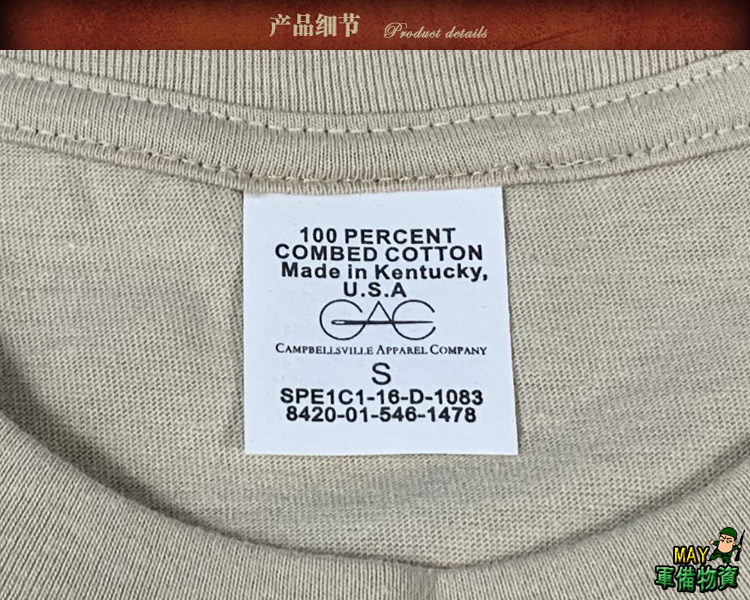 产品细节 Product details
100 PERCENT
COMBED COTTON
Made in Kentucky,
U.S.A
CAC
CAMPBELLSVILLE APPAREL COMPANY
S
SPE1C1-16-D-1083
8420-01-546-1478
MAY
軍備物資